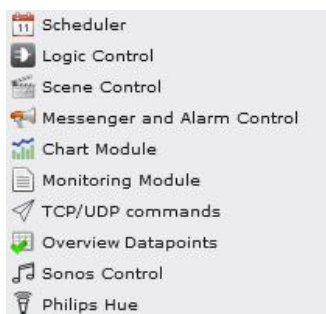 11 Scheduler
Logic Control
Scene Control
Messenger and Alarm Control
Chart Module
Monitoring Module
TCP/UDP commands
Overview Datapoints
Sonos Control
Philips Hue